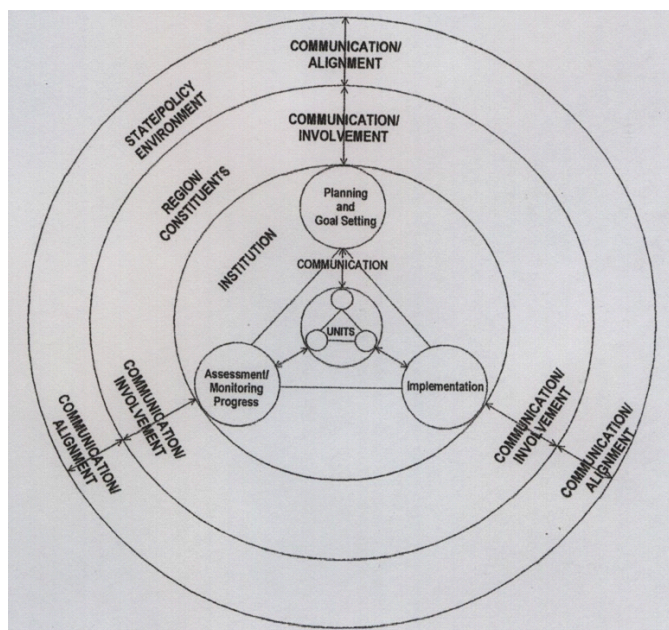 COMMUNICATION/
ALIGNMENT
STATE/POLICY
ENVIRONMENT
COMMUNICATION/
INVOLVEMENT
REGION/
CONSTITUENTS
Planning
and
Goal Setting
INSTITUTION
COMMUNICATION
UNITS
Assessment/
Monitoring
Progress
Implementation
COMMUNICATION/
INVOLVEMENT
COMMUNICATION/
ALIGNMENT
COMMUNICATION/
INVOLVEMENT
COMMUNICATION/
ALIGNMENT